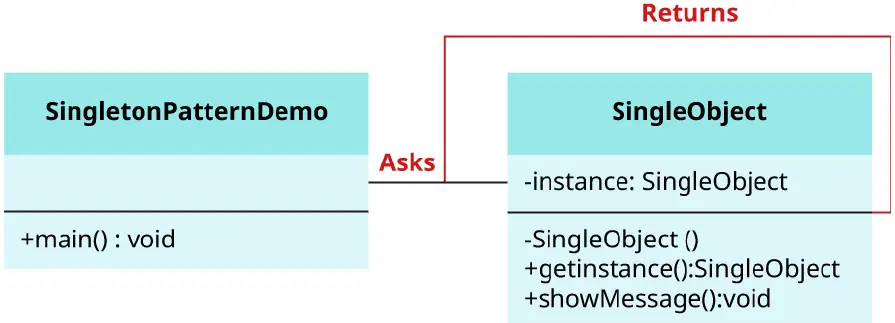 Returns
SingletonPatternDemo
SingleObject
Asks
-instance: SingleObject
+main() : void
-SingleObject ()
+getinstance():SingleObject
+showMessage():void